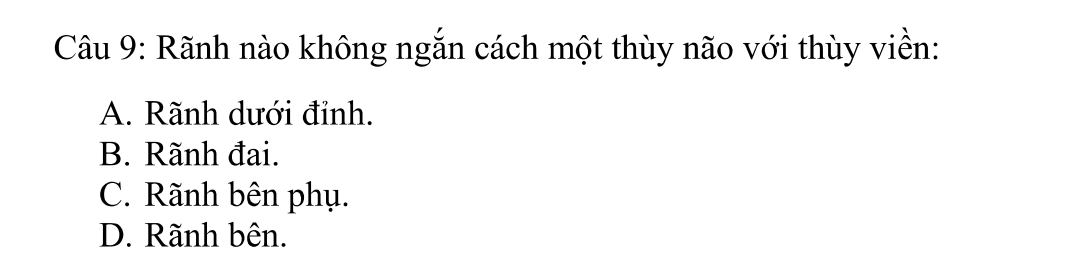 Câu 9: Rãnh nào không ngắn cách một thùy não với thùy viền:
A. Rãnh dưới đỉnh.
B. Rãnh đai.
C. Rãnh bên phụ.
D. Rãnh bên.